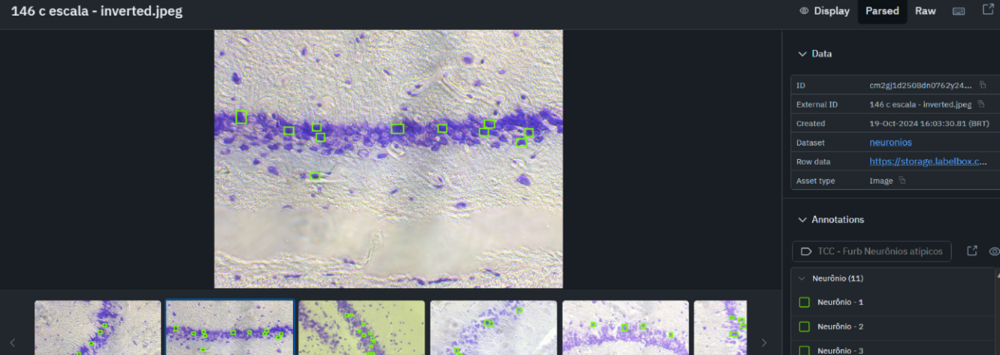 146 c escala - inverted.jpeg
Display Parsed Raw
Data
ID cm2gj1d2508dn0762y24...
External ID 146 c escala - inverted.jpeg
Created 19-Oct-2024 16:03:30.81 (BRT)
Dataset neuronios
Row data https://storage.labelbox.c...
Asset type Image
Annotations
TCC - Furb Neurônios atípicos
Neurônio (11)
Neurônio - 1
Neurônio - 2
Neurônio - 3